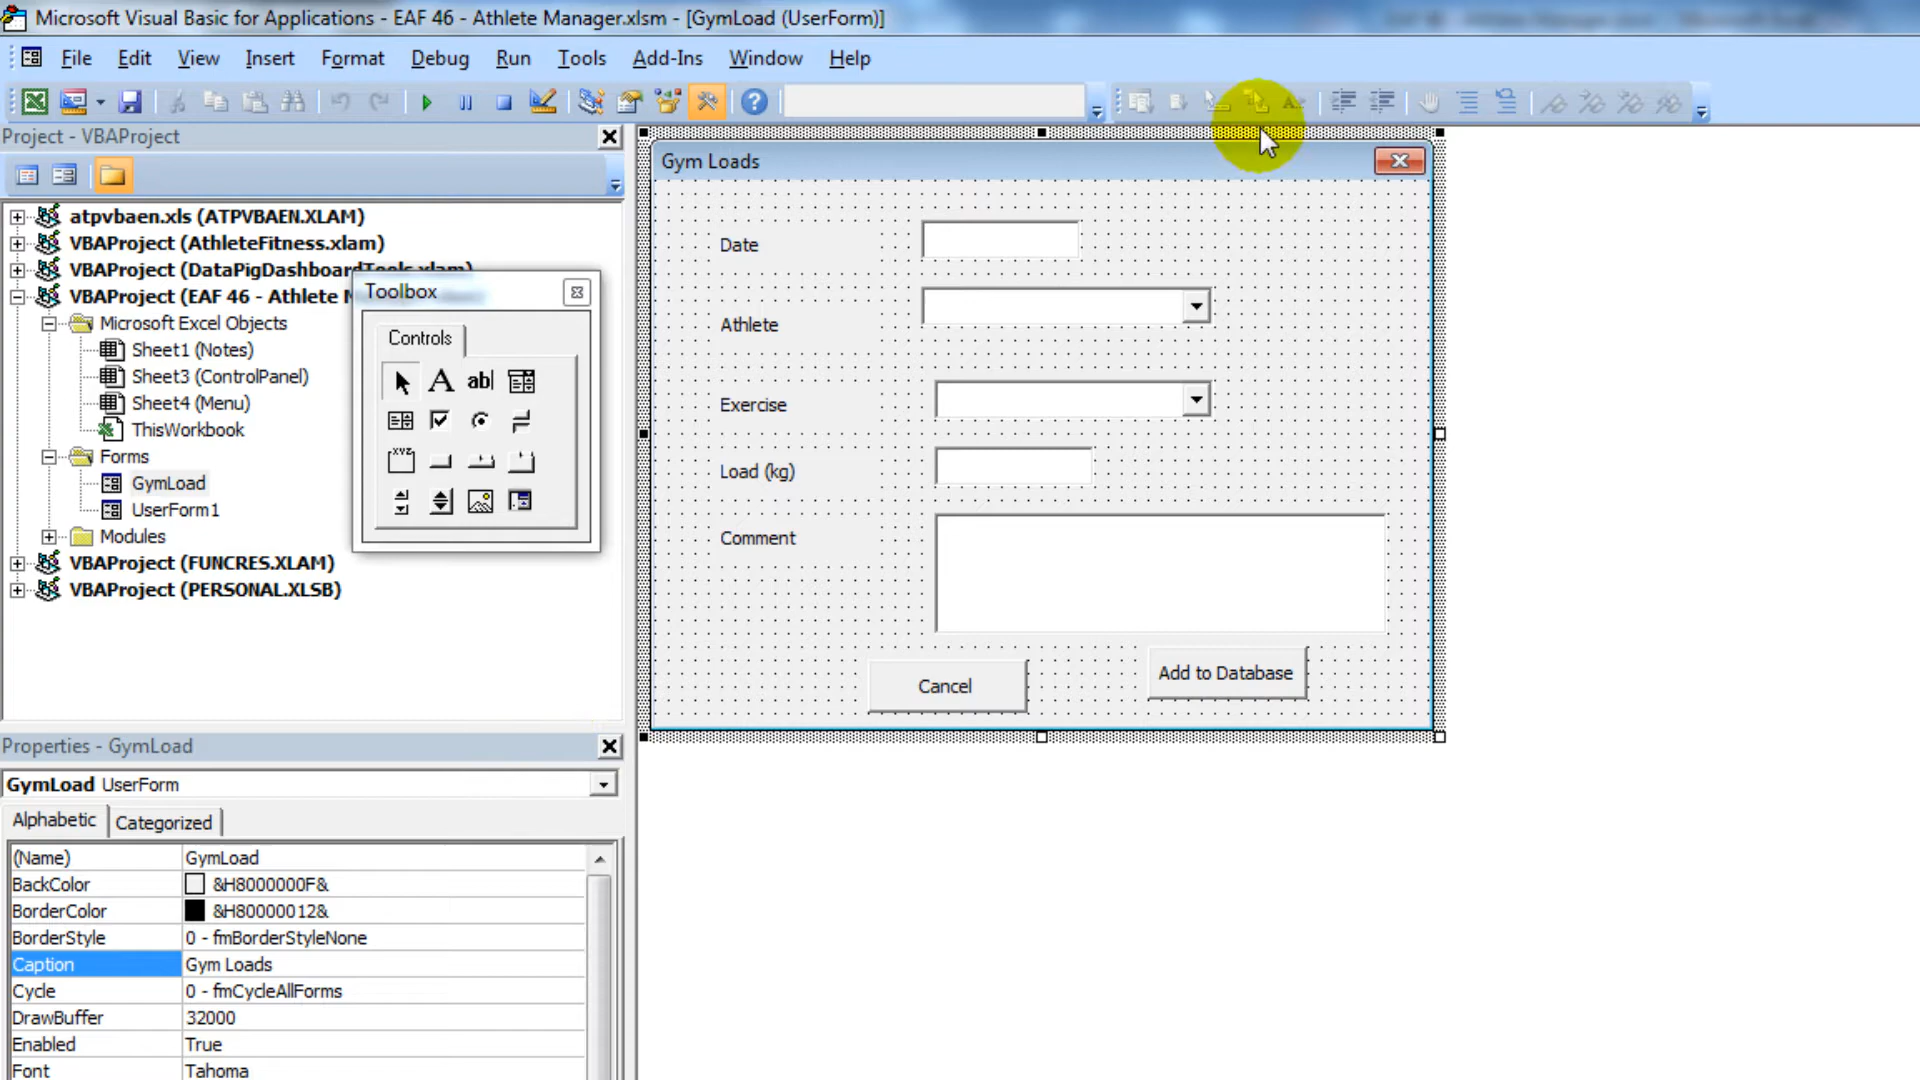 Microsoft Visual Basic for Applications - EAF 46 - Athlete Manager.xlsm - [GymLoad (UserForm)]
File Edit View Insert Format Debug Run Tools Add-Ins Window Help
Project - VBAProject
atpvbaen.xls (ATPVBAEN.XLAM)
VBAProject (AthleteFitness.xlam)
VBAProject (DataPigDashboardTools.xlam)
VBAProject (EAF 46 - Athlete M
Microsoft Excel Objects
Sheet1 (Notes)
Sheet3 (ControlPanel)
Sheet4 (Menu)
ThisWorkbook
Forms
GymLoad
UserForm1
Modules
VBAProject (FUNCRES.XLAM)
VBAProject (PERSONAL.XLSB)
Toolbox
Controls
A ab
XYZ
Gym Loads
Date
Athlete
Exercise
Load (kg)
Comment
Cancel
Add to Database
Properties - GymLoad
GymLoad UserForm
Alphabetic Categorized
(Name) GymLoad
BackColor &H8000000F&
BorderColor &H80000012&
BorderStyle 0 - fmBorderStyleNone
Caption Gym Loads
Cycle 0 - fmCycleAllForms
DrawBuffer 32000
Enabled True
Font Tahoma